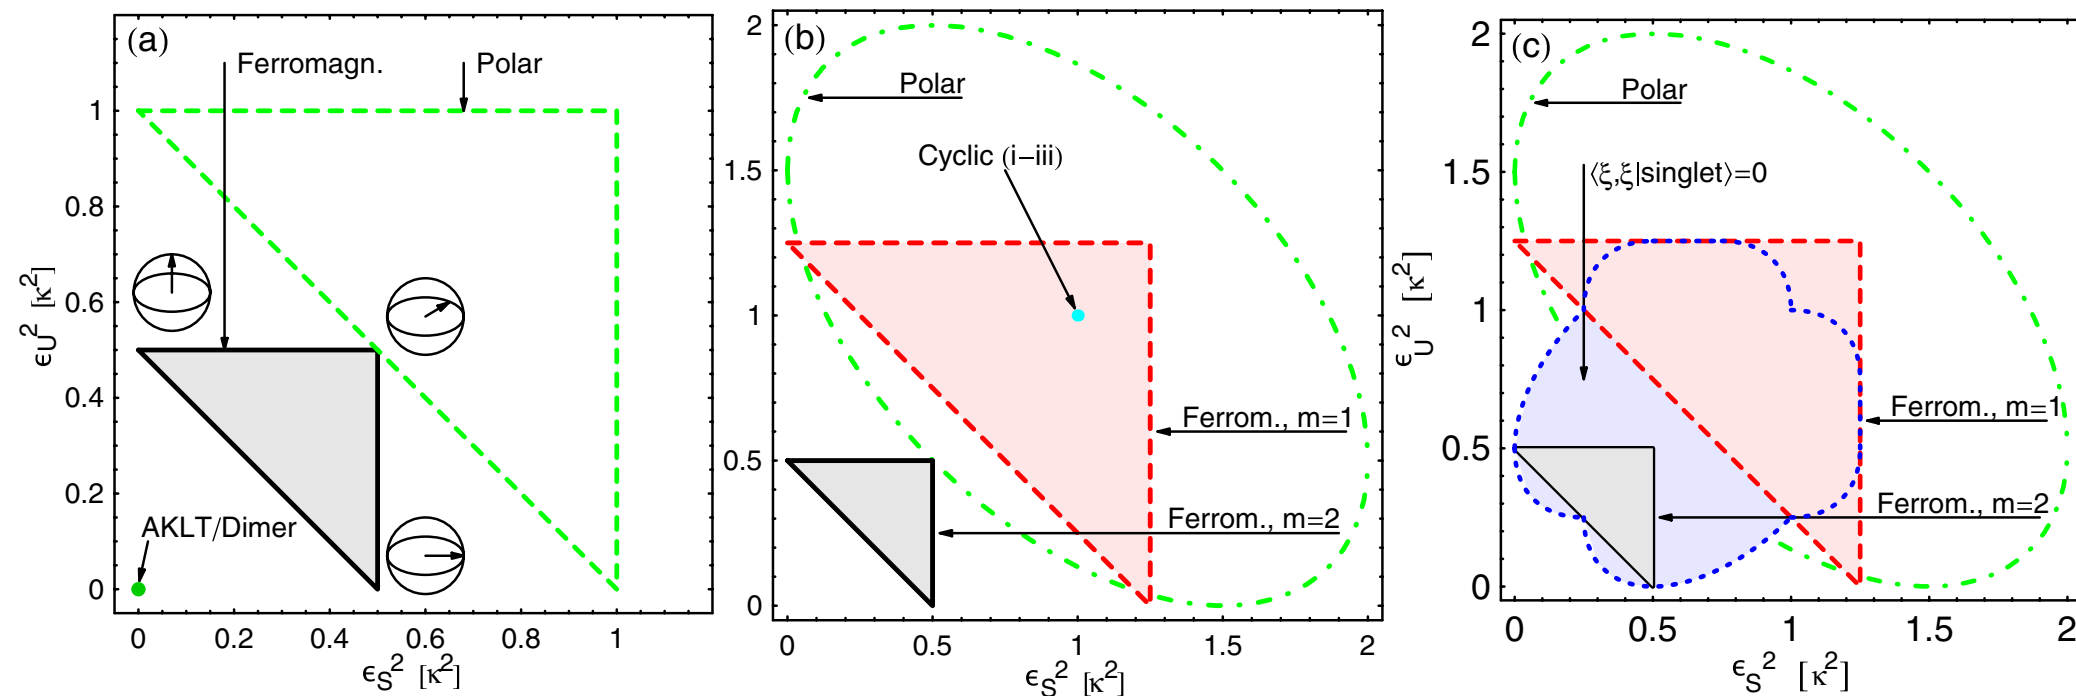 (a)
Ferromagn.
Polar
AKLT/Dimer
1
0.8
0.6
0.4
0.2
0
0
0.2
0.4
0.6
0.8
1
ϵU² [κ²]
ϵS² [κ²]
(b)
Polar
Cyclic (i−iii)
Ferrom., m=1
Ferrom., m=2
2
1.5
1
0.5
0
0
0.5
1
1.5
2
ϵS² [κ²]
(c)
Polar
⟨ξ,ξ|singlet⟩=0
Ferrom., m=1
Ferrom., m=2
2
1.5
1
0.5
0
0
0.5
1
1.5
2
ϵU² [κ²]
ϵS² [κ²]